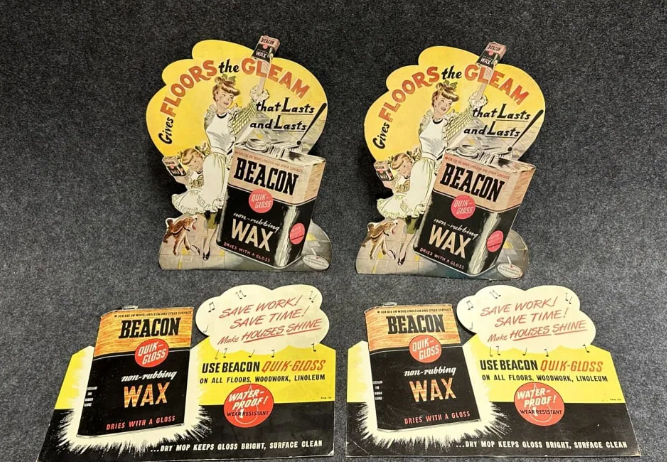 Gives FLOORS the GLEAM
that Lasts
and Lasts
BEACON
QUIK-
GLOSS
non-rubbing
WAX
DRIES WITH A GLOSS
Gives FLOORS the GLEAM
that Lasts
and Lasts
BEACON
QUIK-
GLOSS
non-rubbing
WAX
DRIES WITH A GLOSS
BEACON
QUIK-
GLOSS
non-rubbing
WAX
DRIES WITH A GLOSS
SAVE WORK!
SAVE TIME!
Make HOUSES SHINE
USE BEACON QUIK-GLOSS
ON ALL FLOORS, WOODWORK, LINOLEUM
WATER-
PROOF!
WEAR RESISTANT
...DRY MOP KEEPS GLOSS BRIGHT, SURFACE CLEAN
BEACON
QUIK-
GLOSS
non-rubbing
WAX
DRIES WITH A GLOSS
SAVE WORK!
SAVE TIME!
Make HOUSES SHINE
USE BEACON QUIK-GLOSS
ON ALL FLOORS, WOODWORK, LINOLEUM
WATER-
PROOF!
WEAR RESISTANT
...DRY MOP KEEPS GLOSS BRIGHT, SURFACE CLEAN